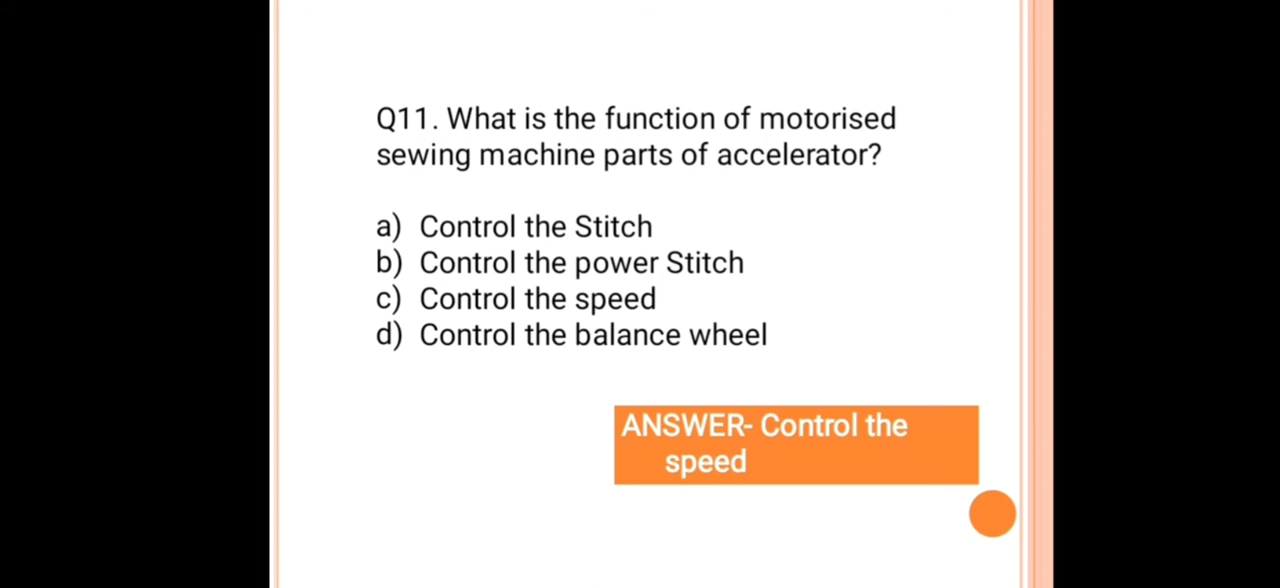 Q11. What is the function of motorised
sewing machine parts of accelerator?
a) Control the Stitch
b) Control the power Stitch
c) Control the speed
d) Control the balance wheel
ANSWER- Control the
speed